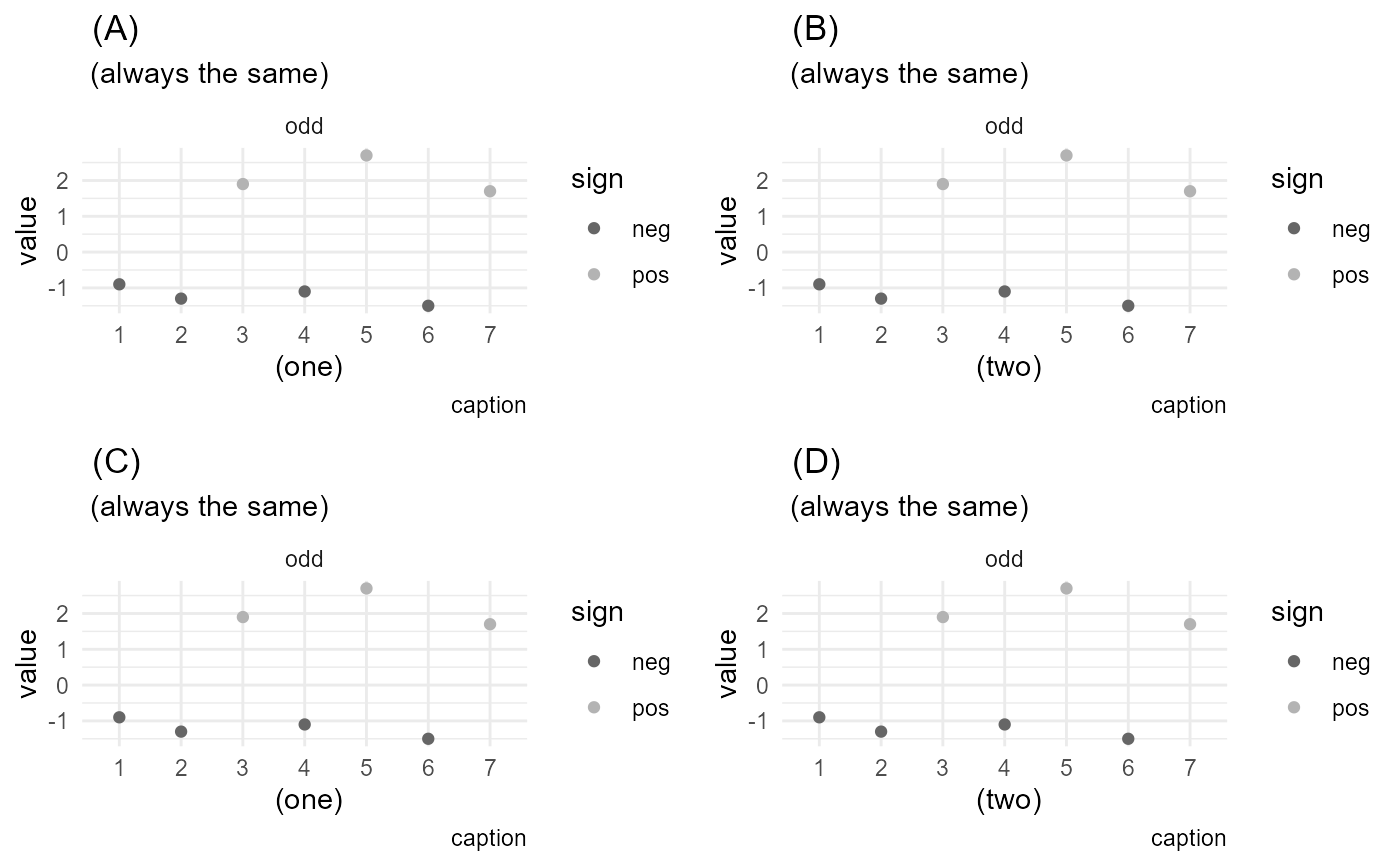 (A)
(always the same)
odd
value
2
1
0
-1
1 2 3 4 5 6 7
(one)
caption
sign
neg
pos
(B)
(always the same)
odd
value
2
1
0
-1
1 2 3 4 5 6 7
(two)
caption
sign
neg
pos
(C)
(always the same)
odd
value
2
1
0
-1
1 2 3 4 5 6 7
(one)
caption
sign
neg
pos
(D)
(always the same)
odd
value
2
1
0
-1
1 2 3 4 5 6 7
(two)
caption
sign
neg
pos